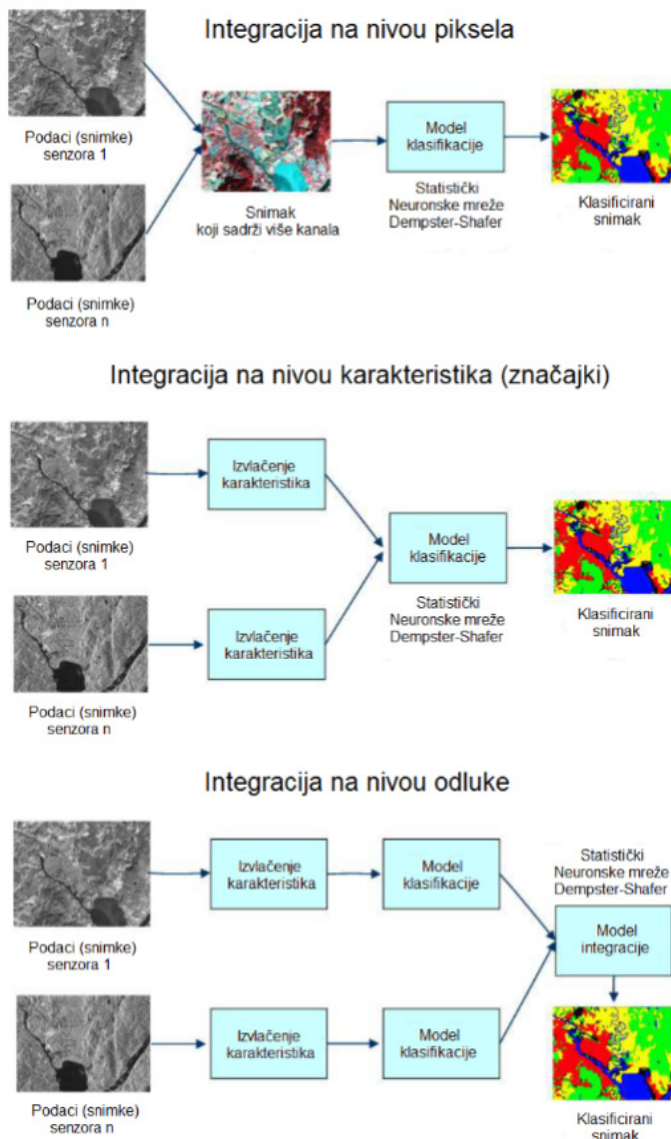 Integracija na nivou piksela
Podaci (snimke)
senzora 1
Podaci (snimke)
senzora n
Snimak
koji sadrži više kanala
Model
klasifikacije
Statistički
Neuronske mreže
Dempster-Shafer
Klasificirani
snimak
Integracija na nivou karakteristika (značajki)
Podaci (snimke)
senzora 1
Izvlačenje
karakteristika
Podaci (snimke)
senzora n
Izvlačenje
karakteristika
Model
klasifikacije
Statistički
Neuronske mreže
Dempster-Shafer
Klasificirani
snimak
Integracija na nivou odluke
Podaci (snimke)
senzora 1
Izvlačenje
karakteristika
Model
klasifikacije
Podaci (snimke)
senzora n
Izvlačenje
karakteristika
Model
klasifikacije
Statistički
Neuronske mreže
Dempster-Shafer
Model
integracije
Klasificirani
snimak